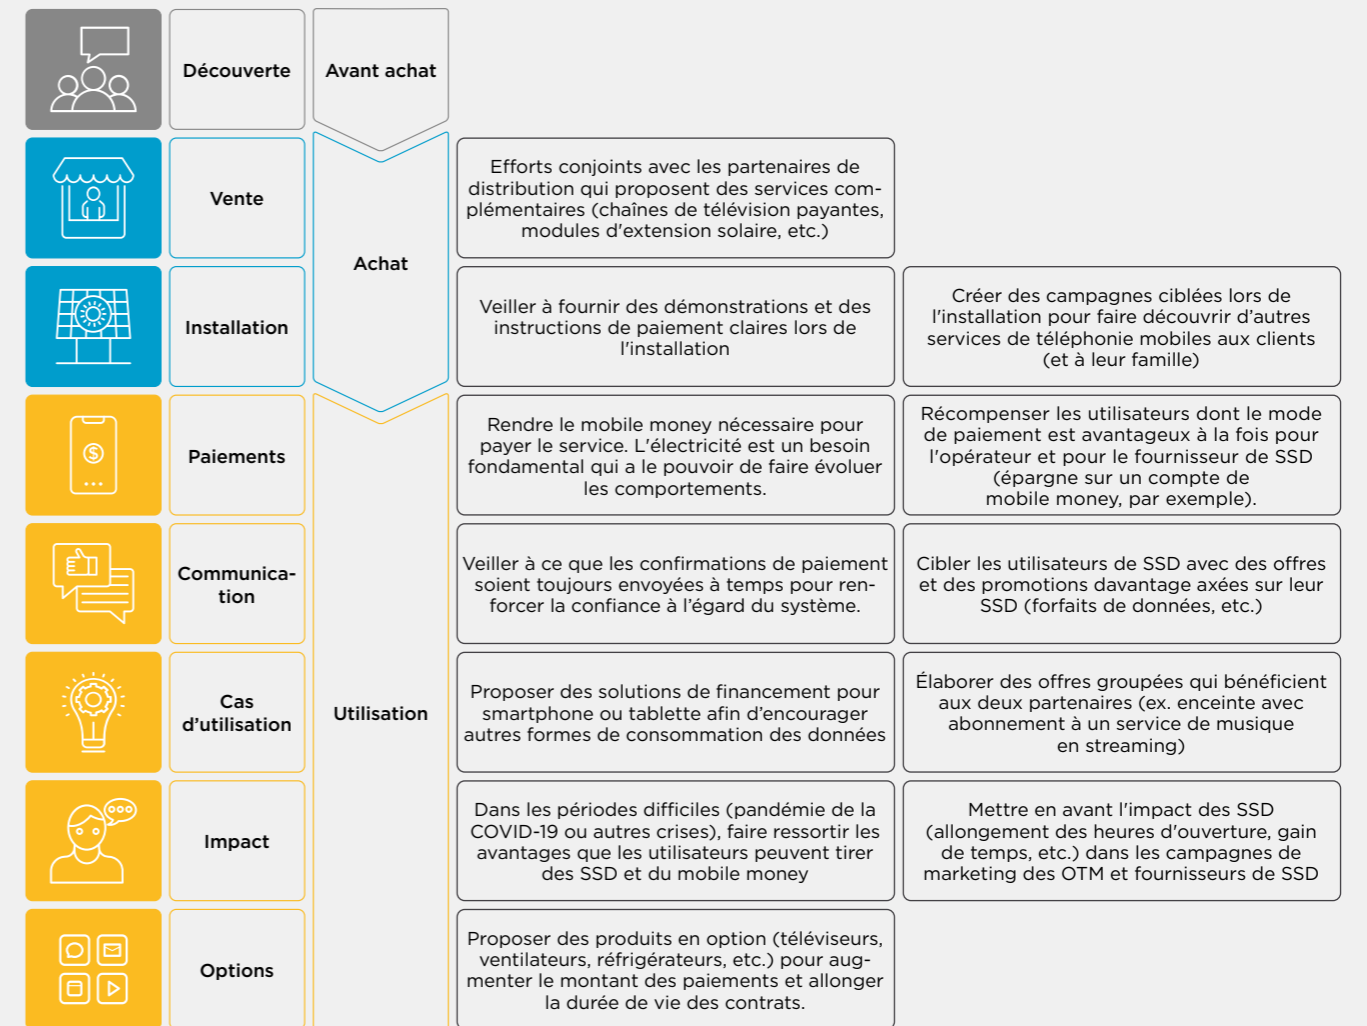 Découverte
Avant achat
Vente
Achat
Efforts conjoints avec les partenaires de
distribution qui proposent des services com-
plémentaires (chaînes de télévision payantes,
modules d'extension solaire, etc.)
Installation
Veiller à fournir des démonstrations et des
instructions de paiement claires lors de
l'installation
Créer des campagnes ciblées lors de
l'installation pour faire découvrir d’autres
services de téléphonie mobiles aux clients
(et à leur famille)
Paiements
Utilisation
Rendre le mobile money nécessaire pour
payer le service. L'électricité est un besoin
fondamental qui a le pouvoir de faire évoluer
les comportements.
Récompenser les utilisateurs dont le mode
de paiement est avantageux à la fois pour
l'opérateur et pour le fournisseur de SSD
(épargne sur un compte de
mobile money, par exemple).
Communica-
tion
Veiller à ce que les confirmations de paiement
soient toujours envoyées à temps pour ren-
forcer la confiance à l’égard du système.
Cibler les utilisateurs de SSD avec des offres
et des promotions davantage axées sur leur
SSD (forfaits de données, etc.)
Cas
d’utilisation
Proposer des solutions de financement pour
smartphone ou tablette afin d’encourager
autres formes de consommation des données
Élaborer des offres groupées qui bénéficient
aux deux partenaires (ex. enceinte avec
abonnement à un service de musique
en streaming)
Impact
Dans les périodes difficiles (pandémie de la
COVID-19 ou autres crises), faire ressortir les
avantages que les utilisateurs peuvent tirer
des SSD et du mobile money
Mettre en avant l'impact des SSD
(allongement des heures d'ouverture, gain
de temps, etc.) dans les campagnes de
marketing des OTM et fournisseurs de SSD
Options
Proposer des produits en option (téléviseurs,
ventilateurs, réfrigérateurs, etc.) pour aug-
menter le montant des paiements et allonger
la durée de vie des contrats.